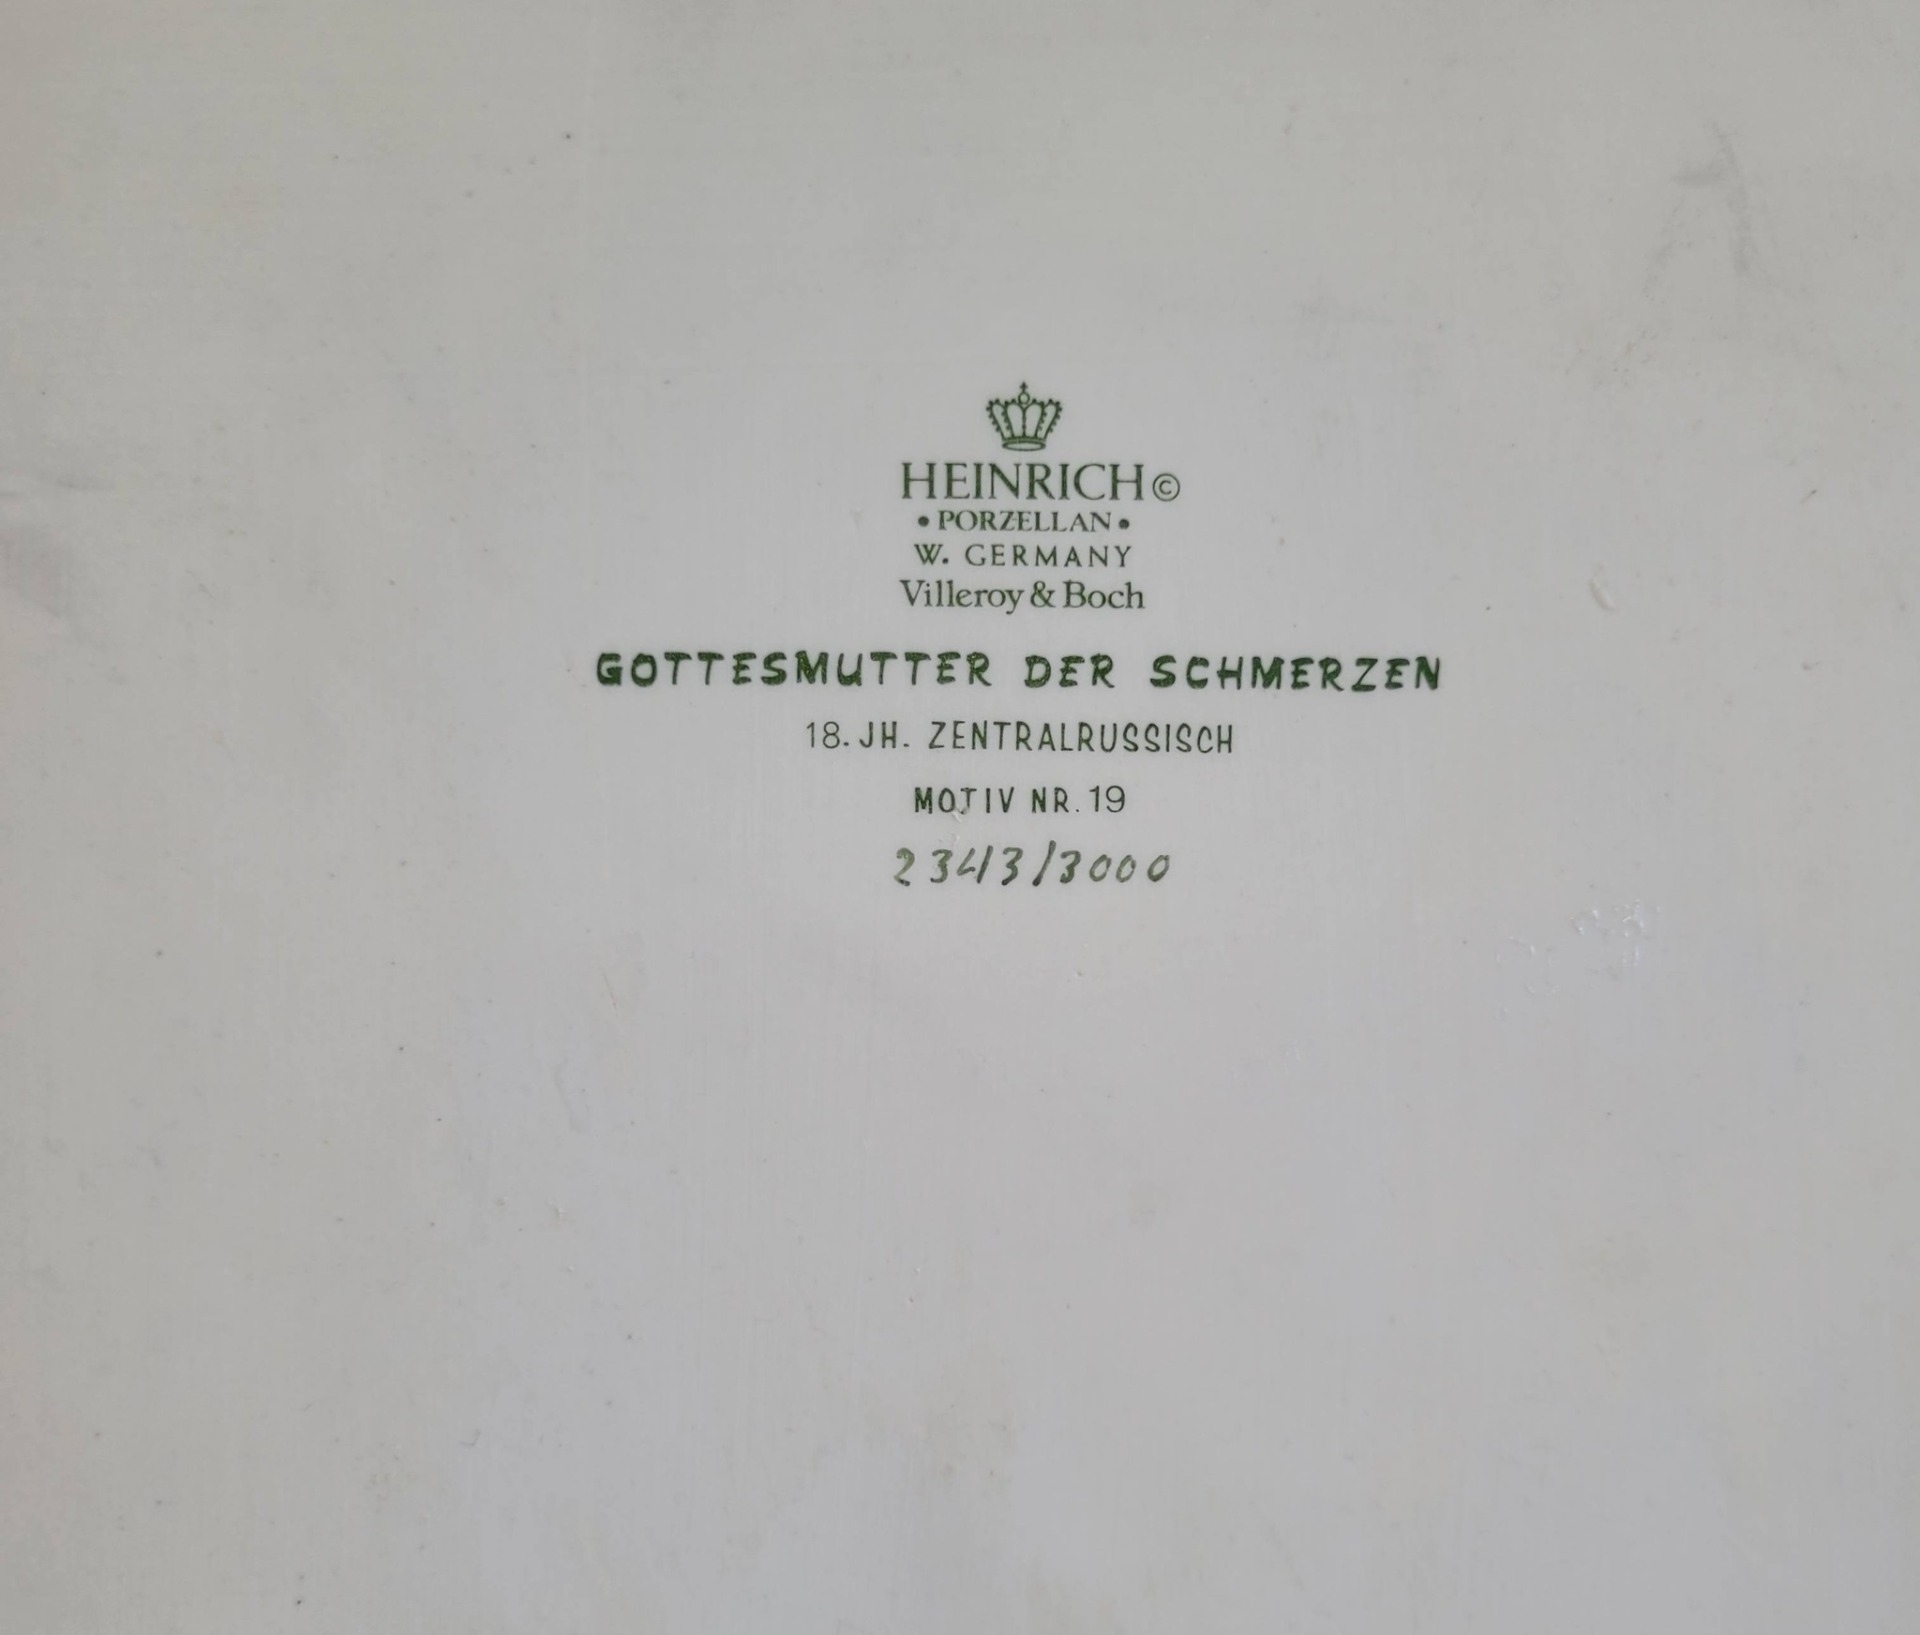 HEINRICH ©
• PORZELLAN •
W. GERMANY
Villeroy & Boch
GOTTESMUTTER DER SCHMERZEN
18. JH. ZENTRALRUSSISCH
MOTIV NR. 19
2343/3000